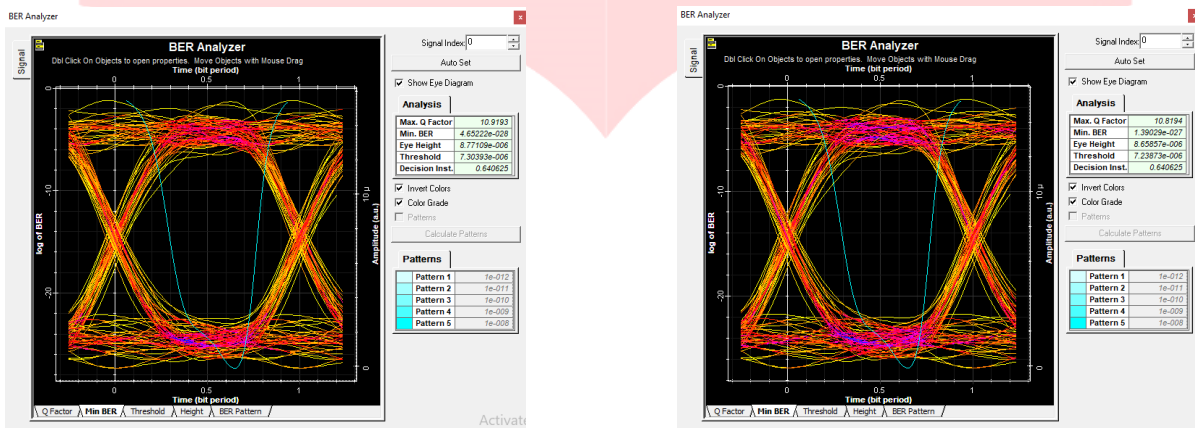 BER Analyzer
x
Signal
BER Analyzer
Dbl Click On Objects to open properties. Move Objects with Mouse Drag
Time (bit period)
0 0.5 1
0
-10
-20
log of BER
10 µ
0
Amplitude (a.u.)
0 0.5 1
Time (bit period)
Q Factor Min BER Threshold Height BER Pattern
Signal Index: 0
Auto Set
Show Eye Diagram
Analysis
Max. Q Factor 10.9193
Min. BER 4.65222e-028
Eye Height 8.77109e-006
Threshold 7.30393e-006
Decision Inst. 0.640625
Invert Colors
Color Grade
Patterns
Calculate Patterns
Patterns
Pattern 1 1e-012
Pattern 2 1e-011
Pattern 3 1e-010
Pattern 4 1e-009
Pattern 5 1e-008
Activate
BER Analyzer
x
Signal
BER Analyzer
Dbl Click On Objects to open properties. Move Objects with Mouse Drag
Time (bit period)
0 0.5 1
0
-10
-20
log of BER
10 µ
0
Amplitude (a.u.)
0 0.5 1
Time (bit period)
Q Factor Min BER Threshold Height BER Pattern
Signal Index: 0
Auto Set
Show Eye Diagram
Analysis
Max. Q Factor 10.8194
Min. BER 1.39029e-027
Eye Height 8.65857e-006
Threshold 7.23873e-006
Decision Inst. 0.640625
Invert Colors
Color Grade
Patterns
Calculate Patterns
Patterns
Pattern 1 1e-012
Pattern 2 1e-011
Pattern 3 1e-010
Pattern 4 1e-009
Pattern 5 1e-008